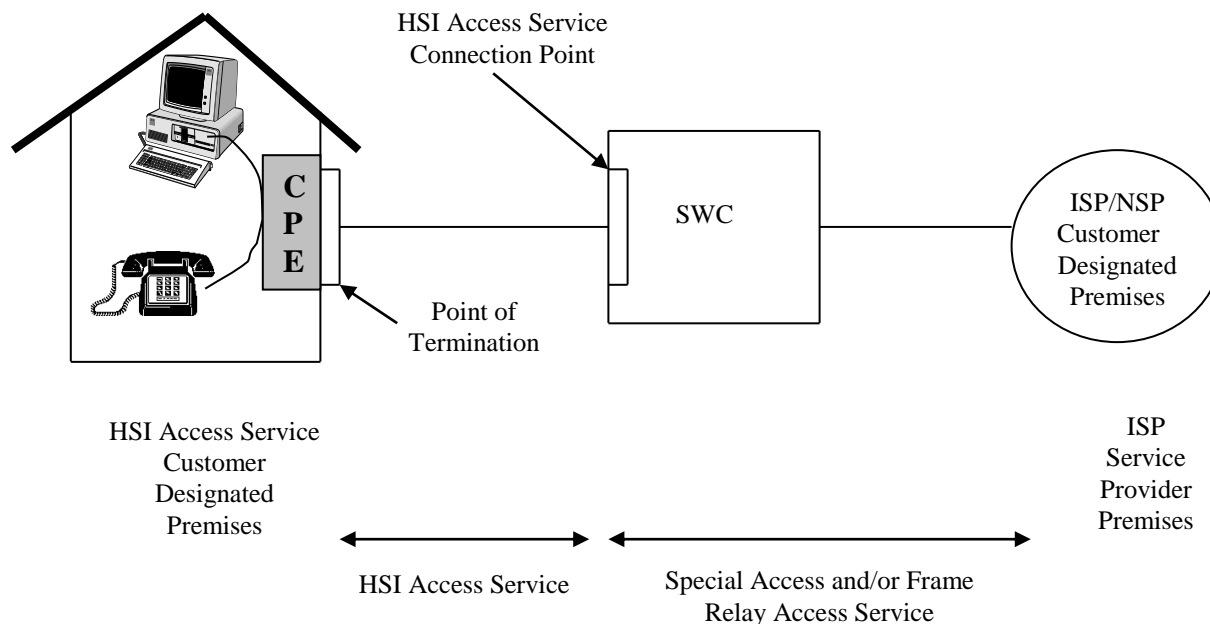 HSI Access Service
Connection Point
C
P
E
SWC
ISP/NSP
Customer
Designated
Premises
Point of
Termination
HSI Access Service
Customer
Designated
Premises
ISP
Service
Provider
Premises
HSI Access Service
Special Access and/or Frame
Relay Access Service